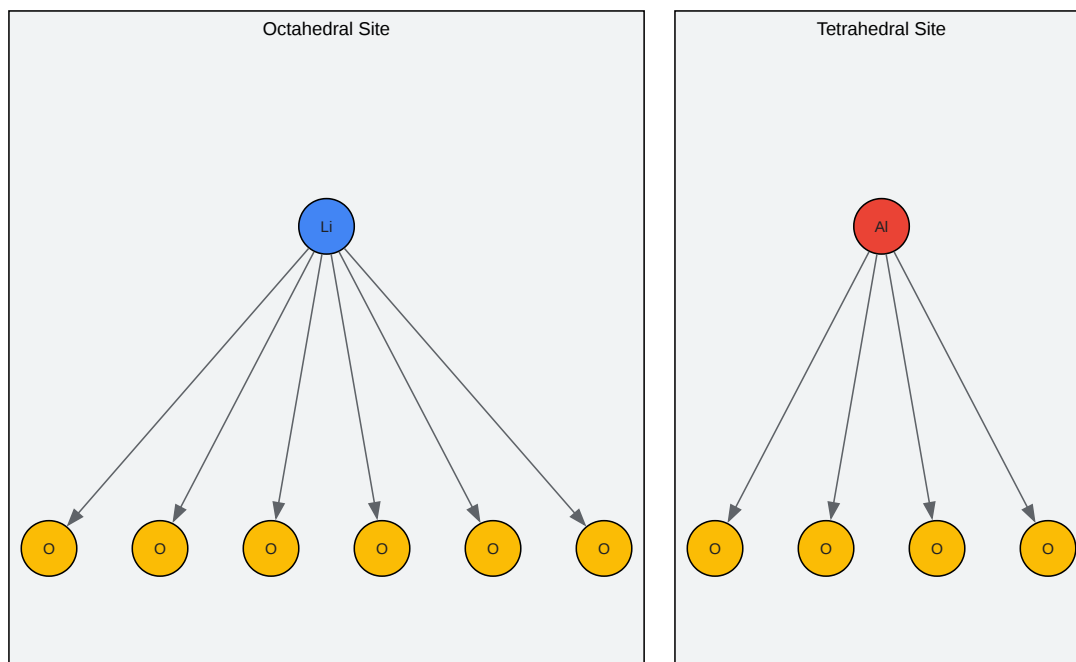 Octahedral Site
Tetrahedral Site
Li
Al
O O O O O O
O O O O